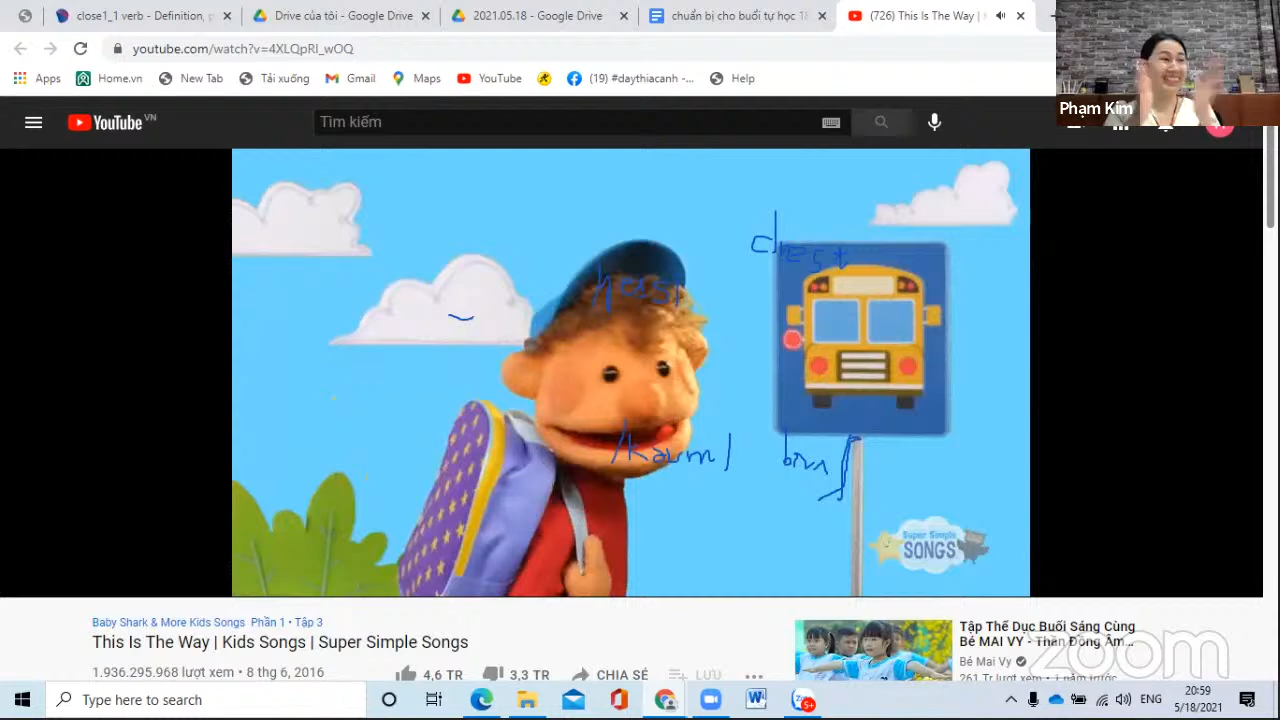 close1_1 verb - Definition, p
Drive của tôi - Google Drive
2021.05.18 - Google Drive
chuẩn bị cho buổi tự học 18
(726) This Is The Way |
youtube.com/watch?v=4XLQpRl_wOQ
Apps
Home.vn
New Tab
Tải xuống
Gmail
Maps
YouTube
(19) #daythiacanh -...
Help
Phạm Kim
YouTube VN
Tìm kiếm
/kaʊm/
Super Simple
SONGS
Baby Shark & More Kids Songs Phần 1 • Tập 3
This Is The Way | Kids Songs | Super Simple Songs
1.936.295.968 lượt xem • 8 thg 6, 2016
4,6 TR
3,3 TR
CHIA SẺ
LƯU
Tập Thể Dục Buổi Sáng Cùng
Bé MAI VY - Thần Đồng Âm...
Bé Mai Vy
261 Tr lượt xem • 1 năm trước
zoom
Type here to search
ENG
20:59
5/18/2021